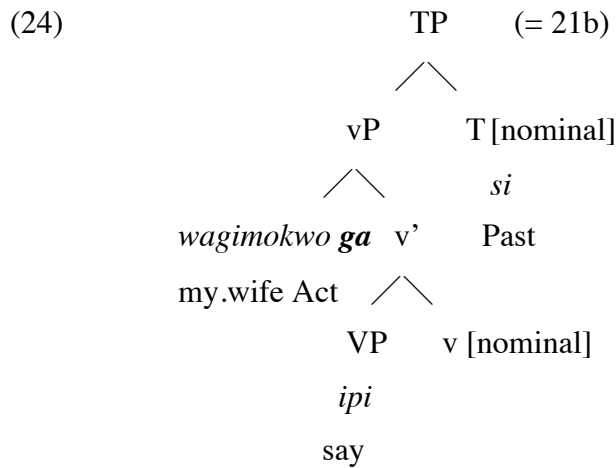 (24) TP (= 21b)
vP T [nominal]
si
wagimokwo ga v’ Past
my.wife Act
VP v [nominal]
ipi
say